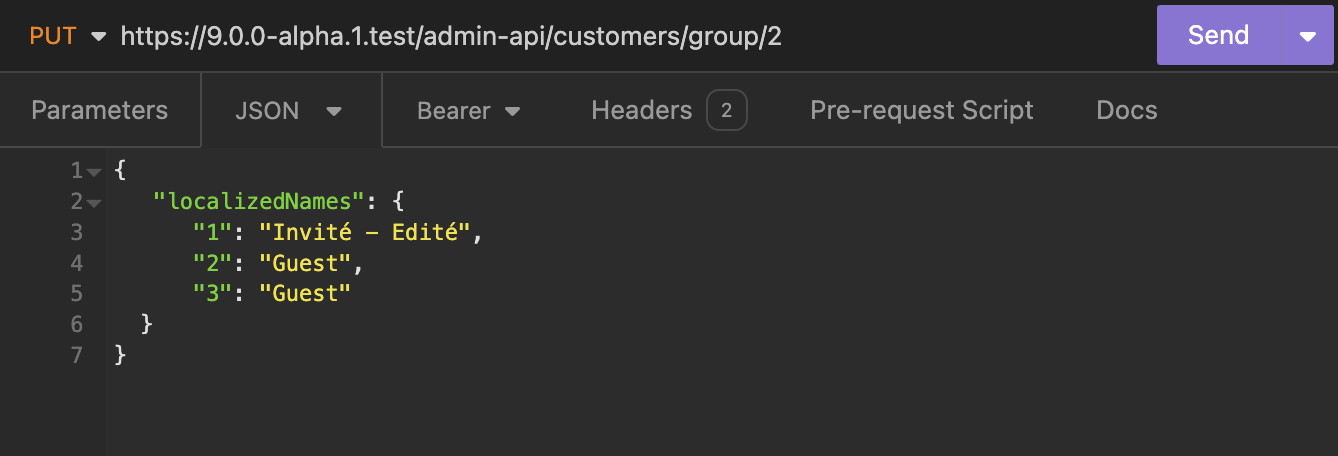 PUT https://9.0.0-alpha.1.test/admin-api/customers/group/2 Send
Parameters JSON Bearer Headers 2 Pre-request Script Docs
1 {
2 "localizedNames": {
3 "1": "Invité - Edité",
4 "2": "Guest",
5 "3": "Guest"
6 }
7 }